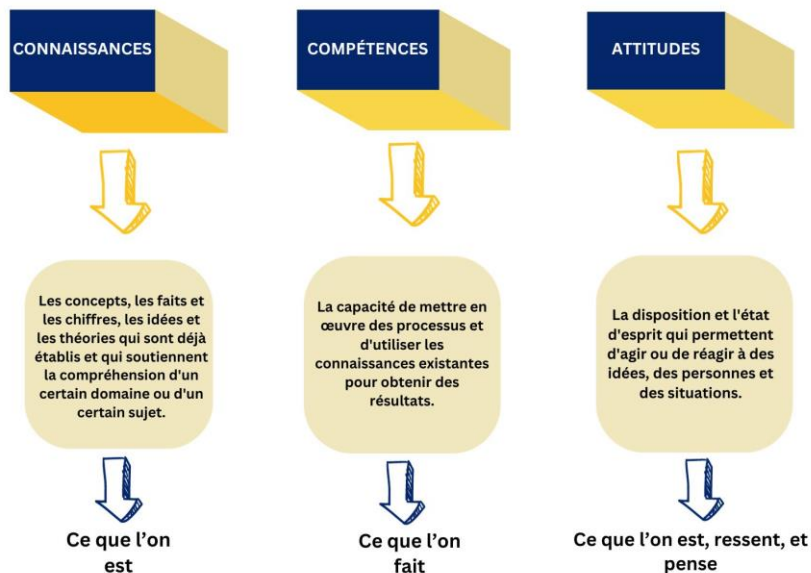 CONNAISSANCES
COMPÉTENCES
ATTITUDES
Les concepts, les faits et
les chiffres, les idées et
les théories qui sont déjà
établis et qui soutiennent
la compréhension d'un
certain domaine ou d'un
certain sujet.
La capacité de mettre en
œuvre des processus et
d'utiliser les
connaissances existantes
pour obtenir des
résultats.
La disposition et l'état
d'esprit qui permettent
d'agir ou de réagir à des
idées, des personnes et
des situations.
Ce que l’on
est
Ce que l’on
fait
Ce que l’on est, ressent, et
pense